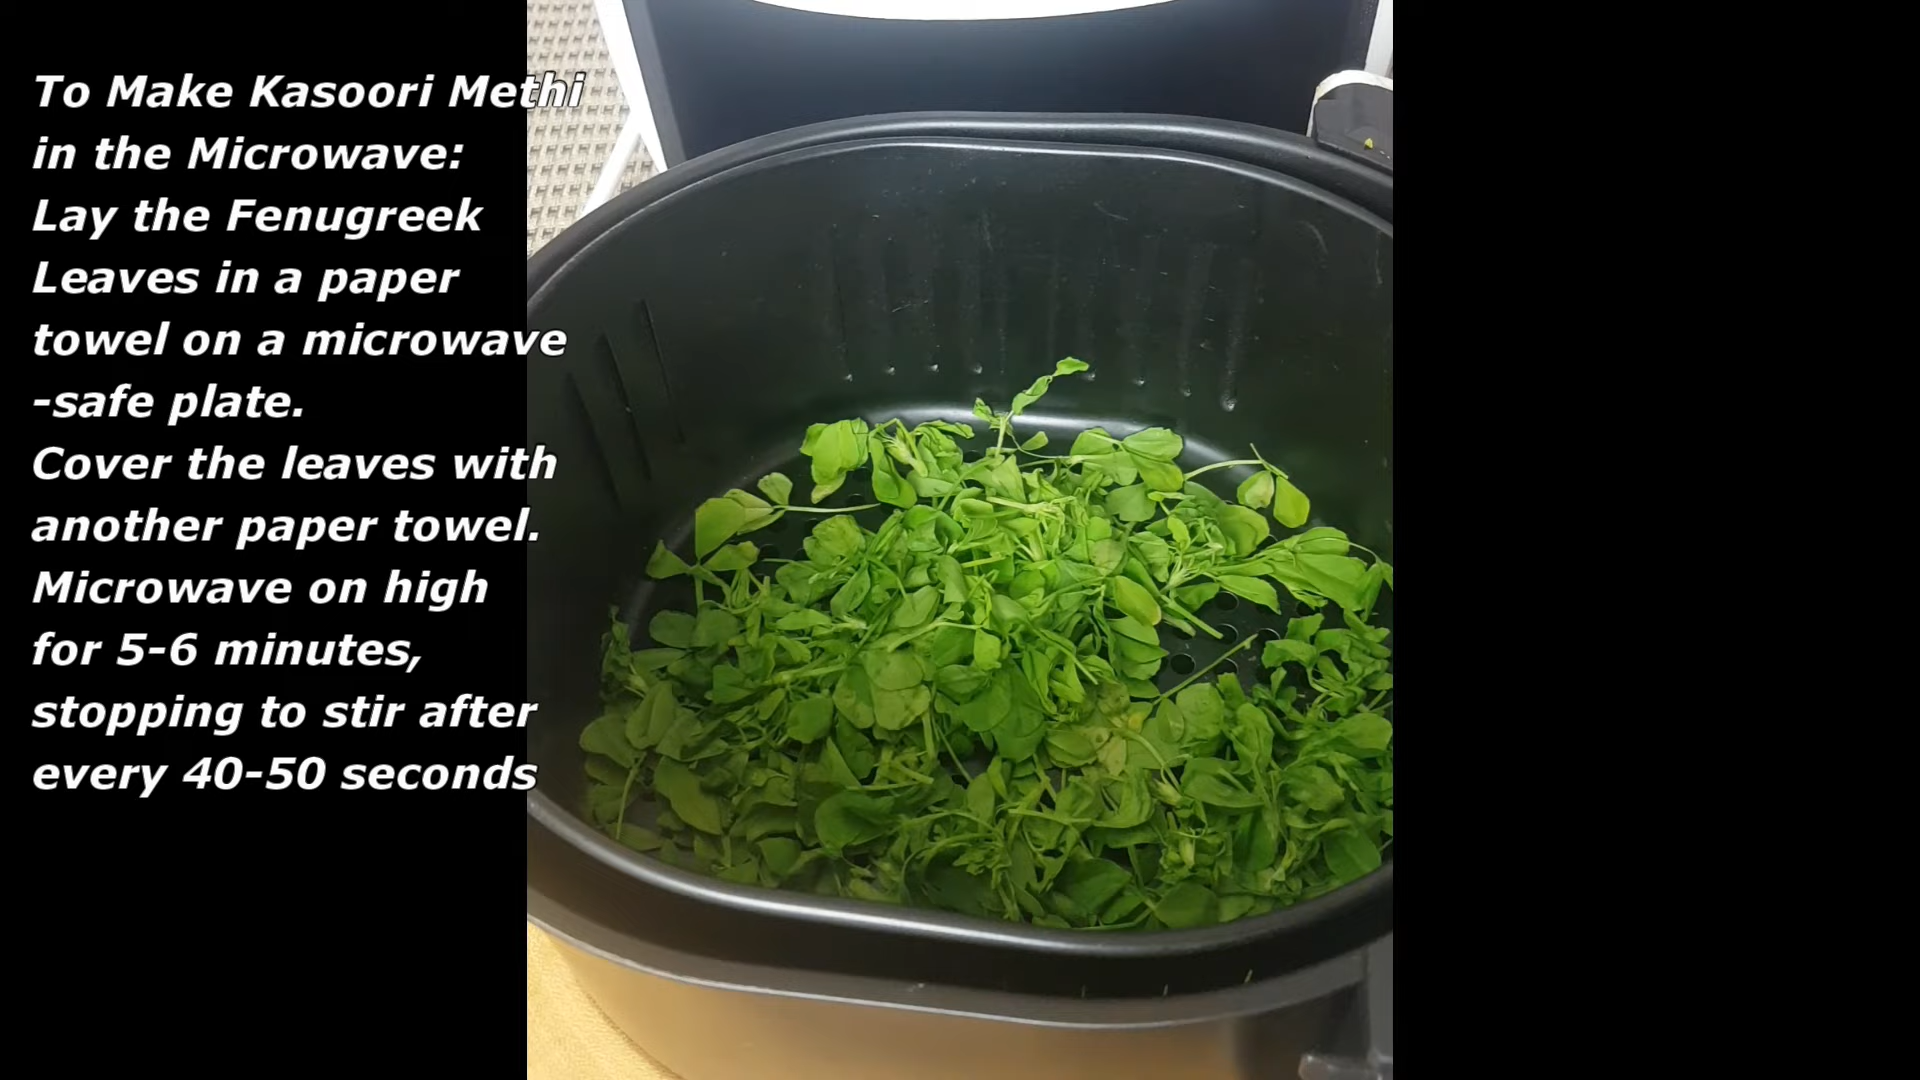 To Make Kasoori Methi
in the Microwave:
Lay the Fenugreek
Leaves in a paper
towel on a microwave
-safe plate.
Cover the leaves with
another paper towel.
Microwave on high
for 5-6 minutes,
stopping to stir after
every 40-50 seconds